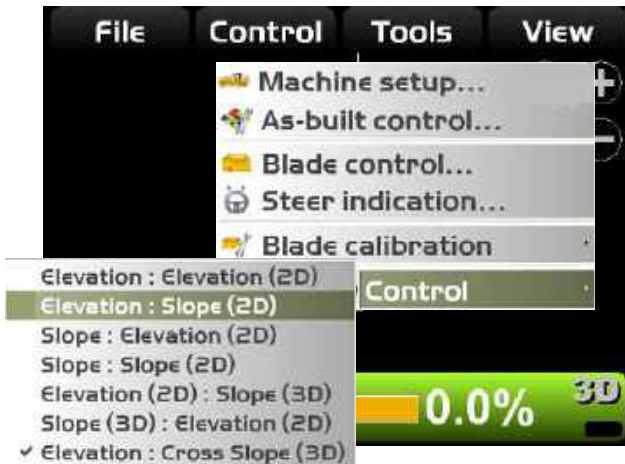 File Control Tools View
Machine setup...
As-built control...
Blade control...
Steer indication...
Blade calibration
Control
Elevation : Elevation (2D)
Elevation : Slope (2D)
Slope : Elevation (2D)
Slope : Slope (2D)
Elevation (2D) : Slope (3D)
Slope (3D) : Elevation (2D)
✓ Elevation : Cross Slope (3D)
0.0% 3D